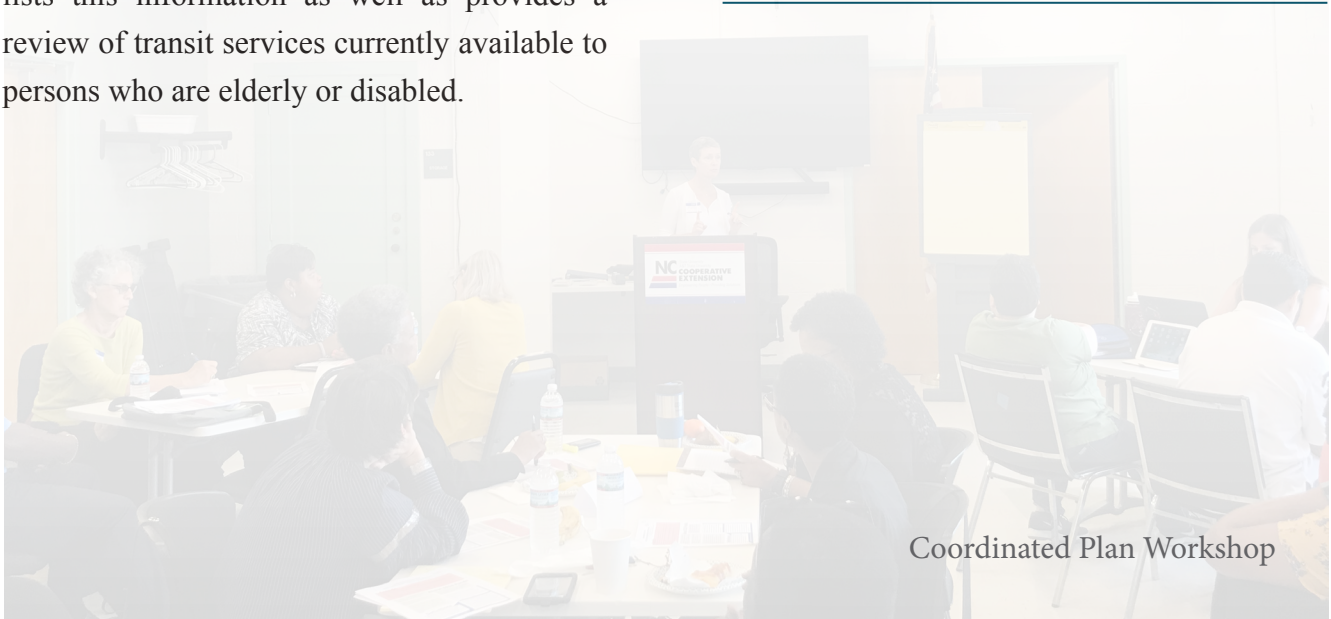 lists this information as well as provides a
review of transit services currently available to
persons who are elderly or disabled.
NC COOPERATIVE
EXTENSION
Coordinated Plan Workshop